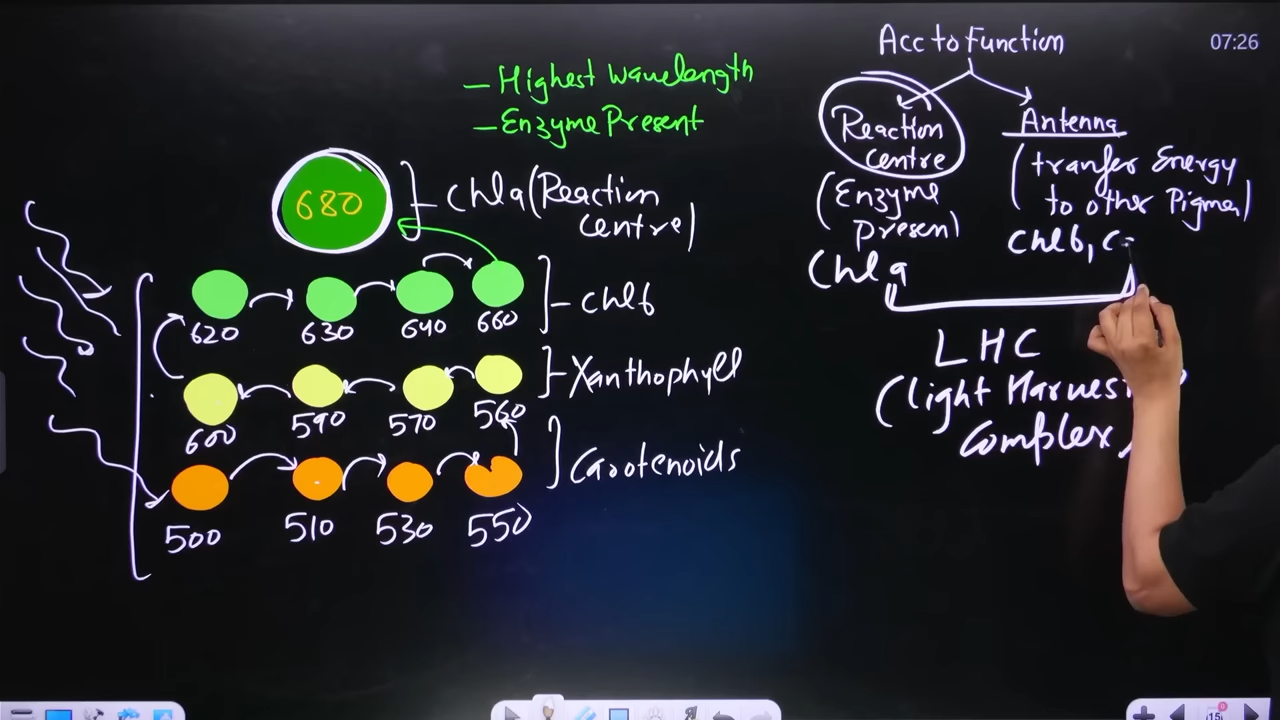 Acc to Function
07:26
- Highest wavelength
- Enzyme Present
Reaction
centre
(Enzyme
Present)
Chl a
Antenna
(tranfer Energy
to other Pigmen)
Chl b, C
LHC
(light Harves
Complex)
680
Chl a (Reaction
Centre)
620
630
640
660
Chl b
600
590
570
560
Xanthophyll
500
510
530
550
Carotenoids
15